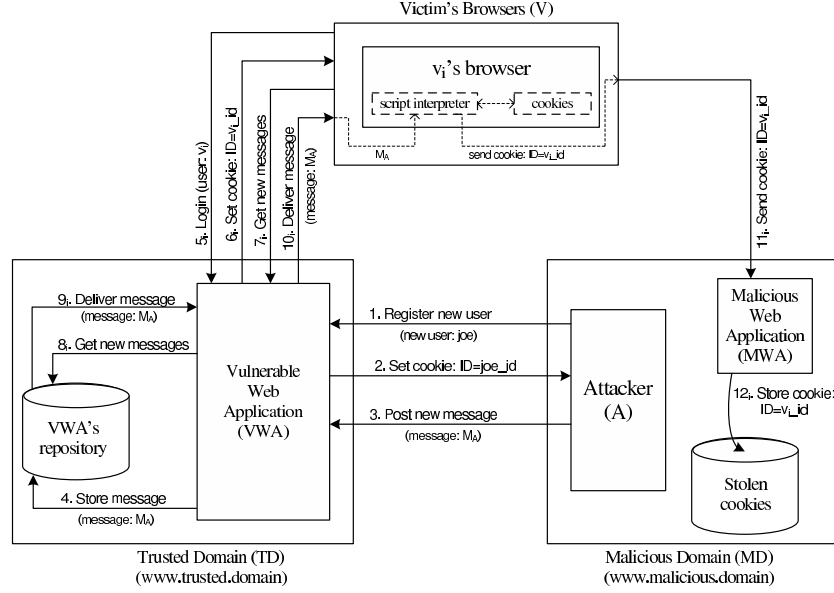 Victim's Browsers (V)
vi's browser
script interpreter
cookies
MA
send cookie: ID=vi_id
5i. Login (user: vi)
6i. Set cookie: ID=vi_id
7i. Get new messages
10i. Deliver message
(message: MA)
11i. Send cookie: ID=vi_id
9i. Deliver message
(message: MA)
8i. Get new messages
VWA's
repository
4. Store message
(message: MA)
Vulnerable
Web
Application
(VWA)
1. Register new user
(new user: joe)
2. Set cookie: ID=joe_id
3. Post new message
(message: MA)
Attacker
(A)
Malicious
Web
Application
(MWA)
12i. Store cookie:
ID=vi_id
Stolen
cookies
Trusted Domain (TD)
(www.trusted.domain)
Malicious Domain (MD)
(www.malicious.domain)